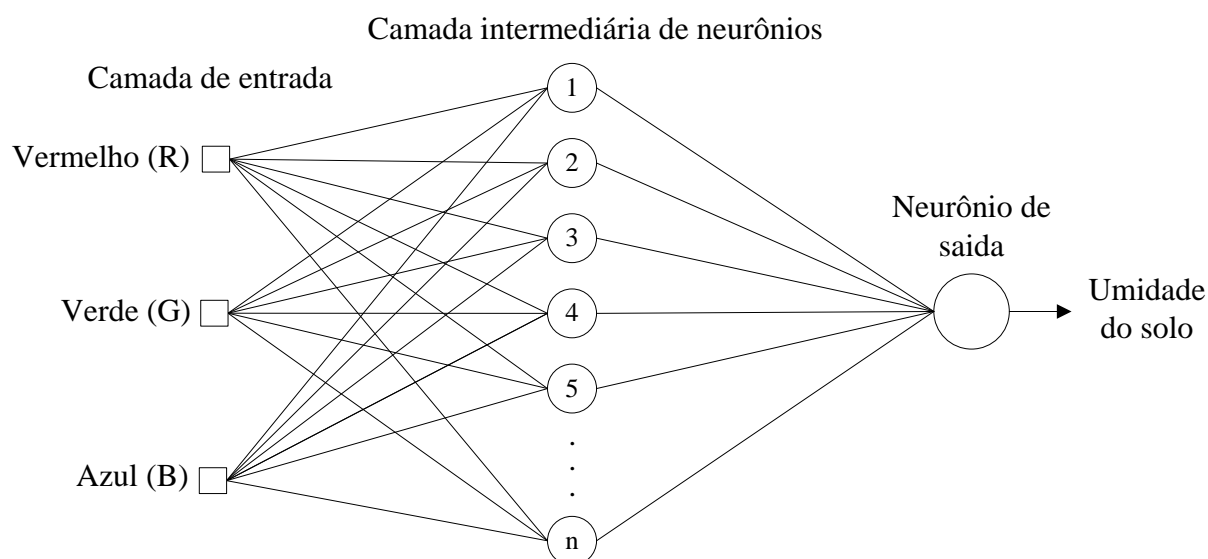 Camada intermediária de neurônios
Camada de entrada
Vermelho (R)
Verde (G)
Azul (B)
1
2
3
4
5
.
.
.
.
n
Neurônio de
saida
Umidade
do solo